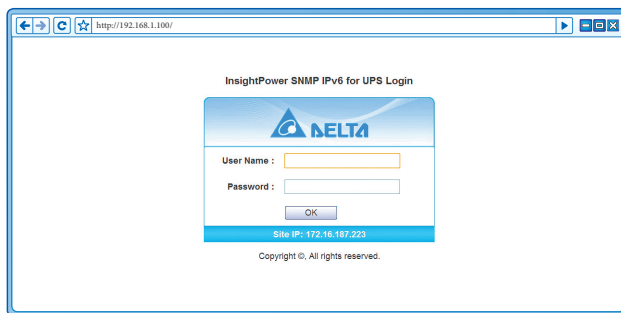 http://192.168.1.100/
InsightPower SNMP IPv6 for UPS Login
DELTA
User Name :
Password :
OK
Site IP: 172.16.187.223
Copyright ©, All rights reserved.